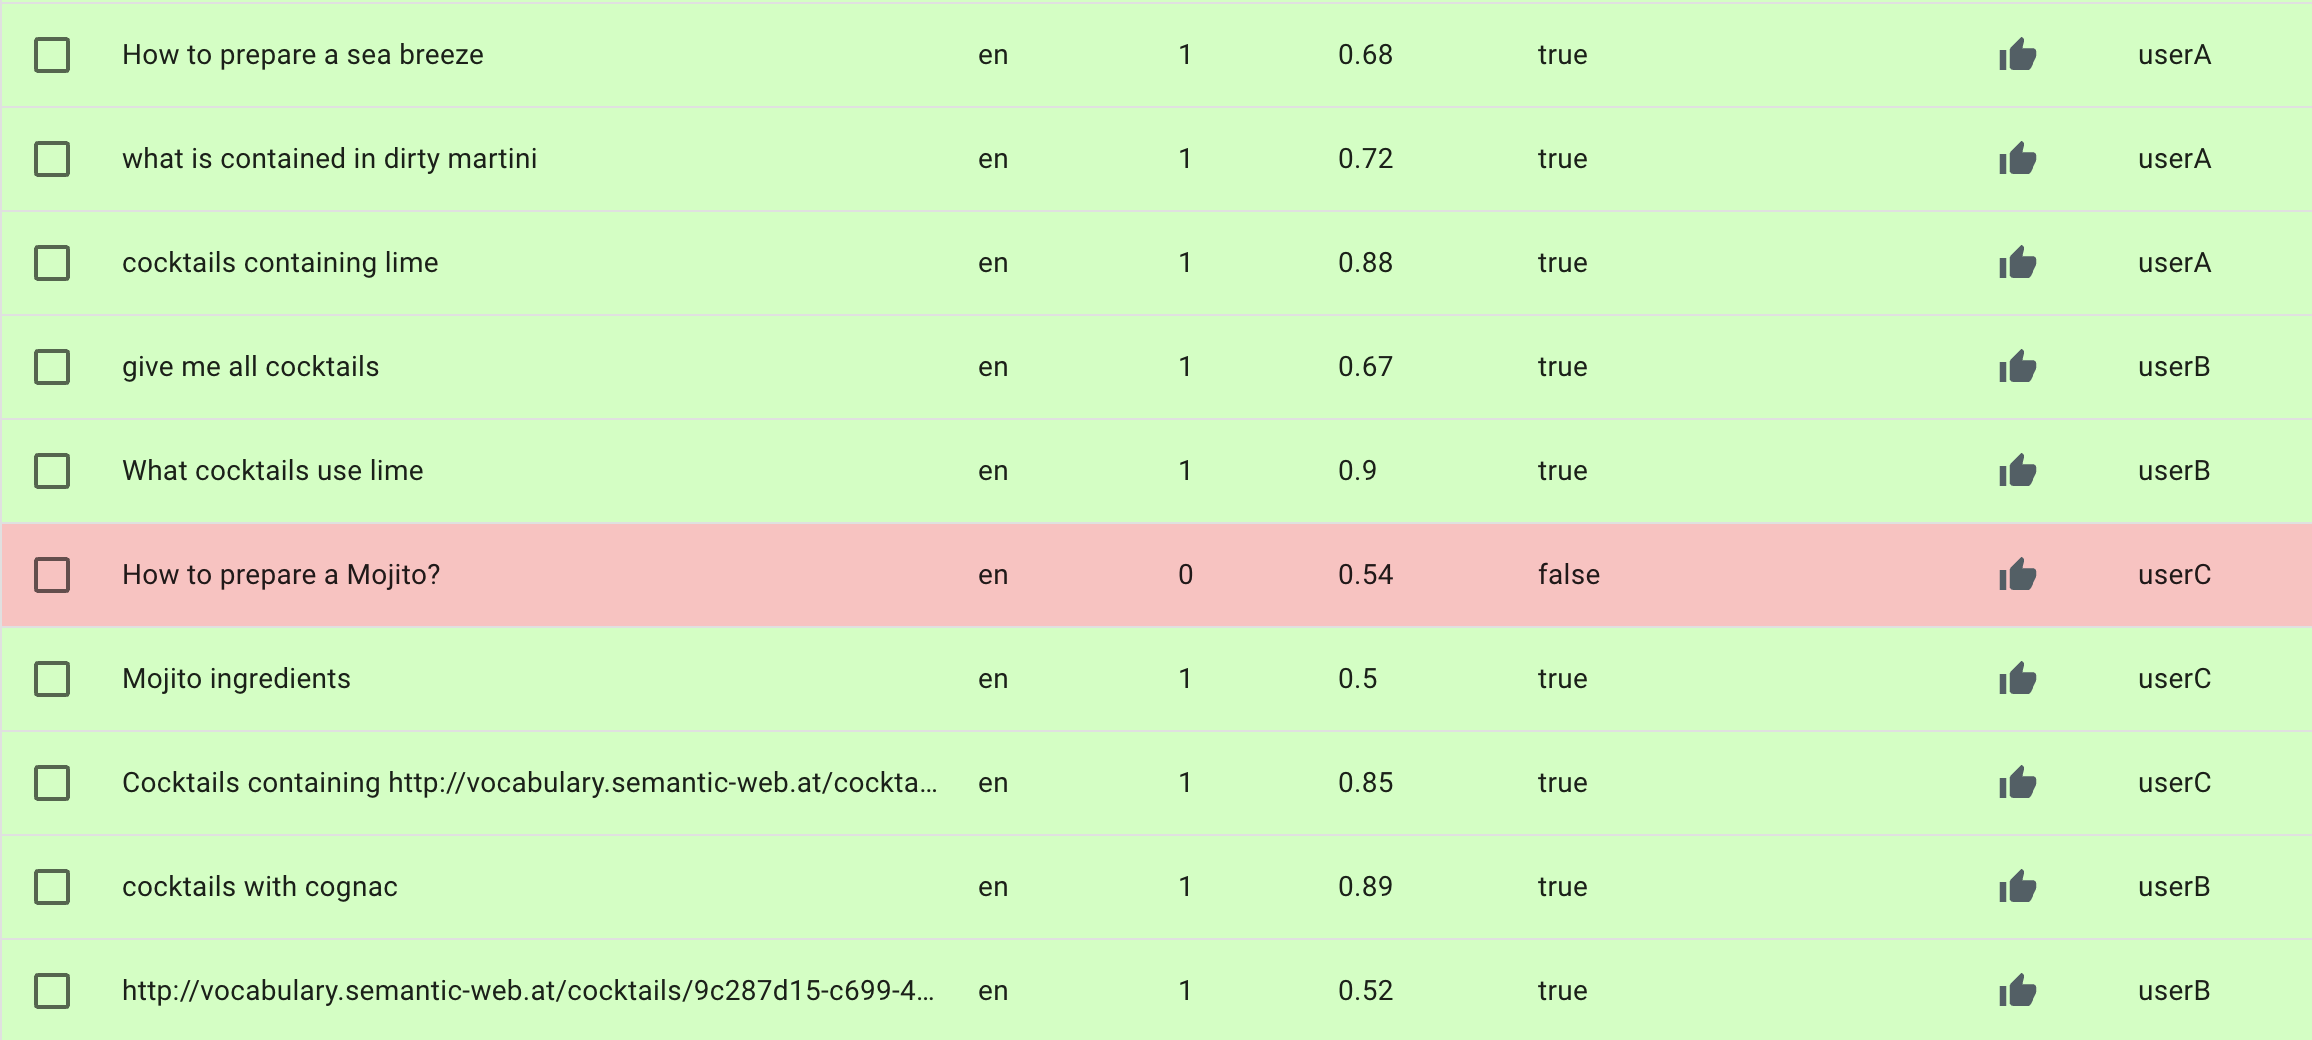 How to prepare a sea breeze en 1 0.68 true userA
what is contained in dirty martini en 1 0.72 true userA
cocktails containing lime en 1 0.88 true userA
give me all cocktails en 1 0.67 true userB
What cocktails use lime en 1 0.9 true userB
How to prepare a Mojito? en 0 0.54 false userC
Mojito ingredients en 1 0.5 true userC
Cocktails containing http://vocabulary.semantic-web.at/cockta... en 1 0.85 true userC
cocktails with cognac en 1 0.89 true userB
http://vocabulary.semantic-web.at/cocktails/9c287d15-c699-4... en 1 0.52 true userB